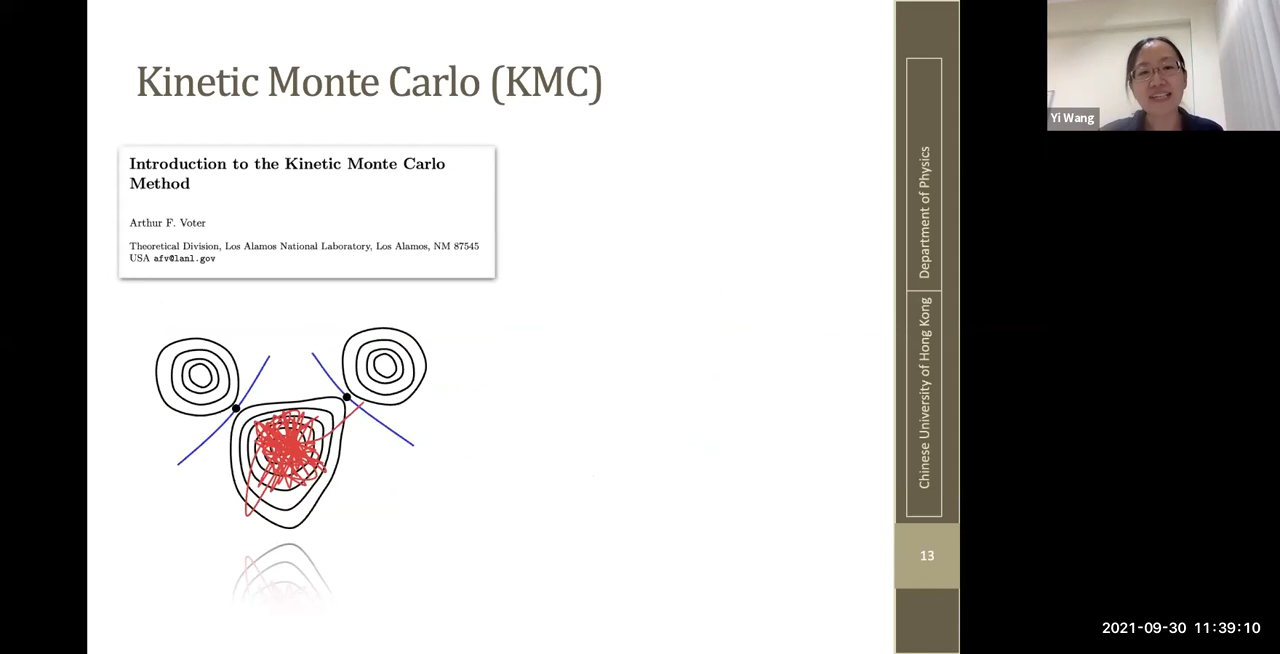 Kinetic Monte Carlo (KMC)
Introduction to the Kinetic Monte Carlo
Method
Arthur F. Voter
Theoretical Division, Los Alamos National Laboratory, Los Alamos, NM 87545
USA afv@lanl.gov
Department of Physics
Chinese University of Hong Kong
13
Yi Wang
2021-09-30 11:39:10